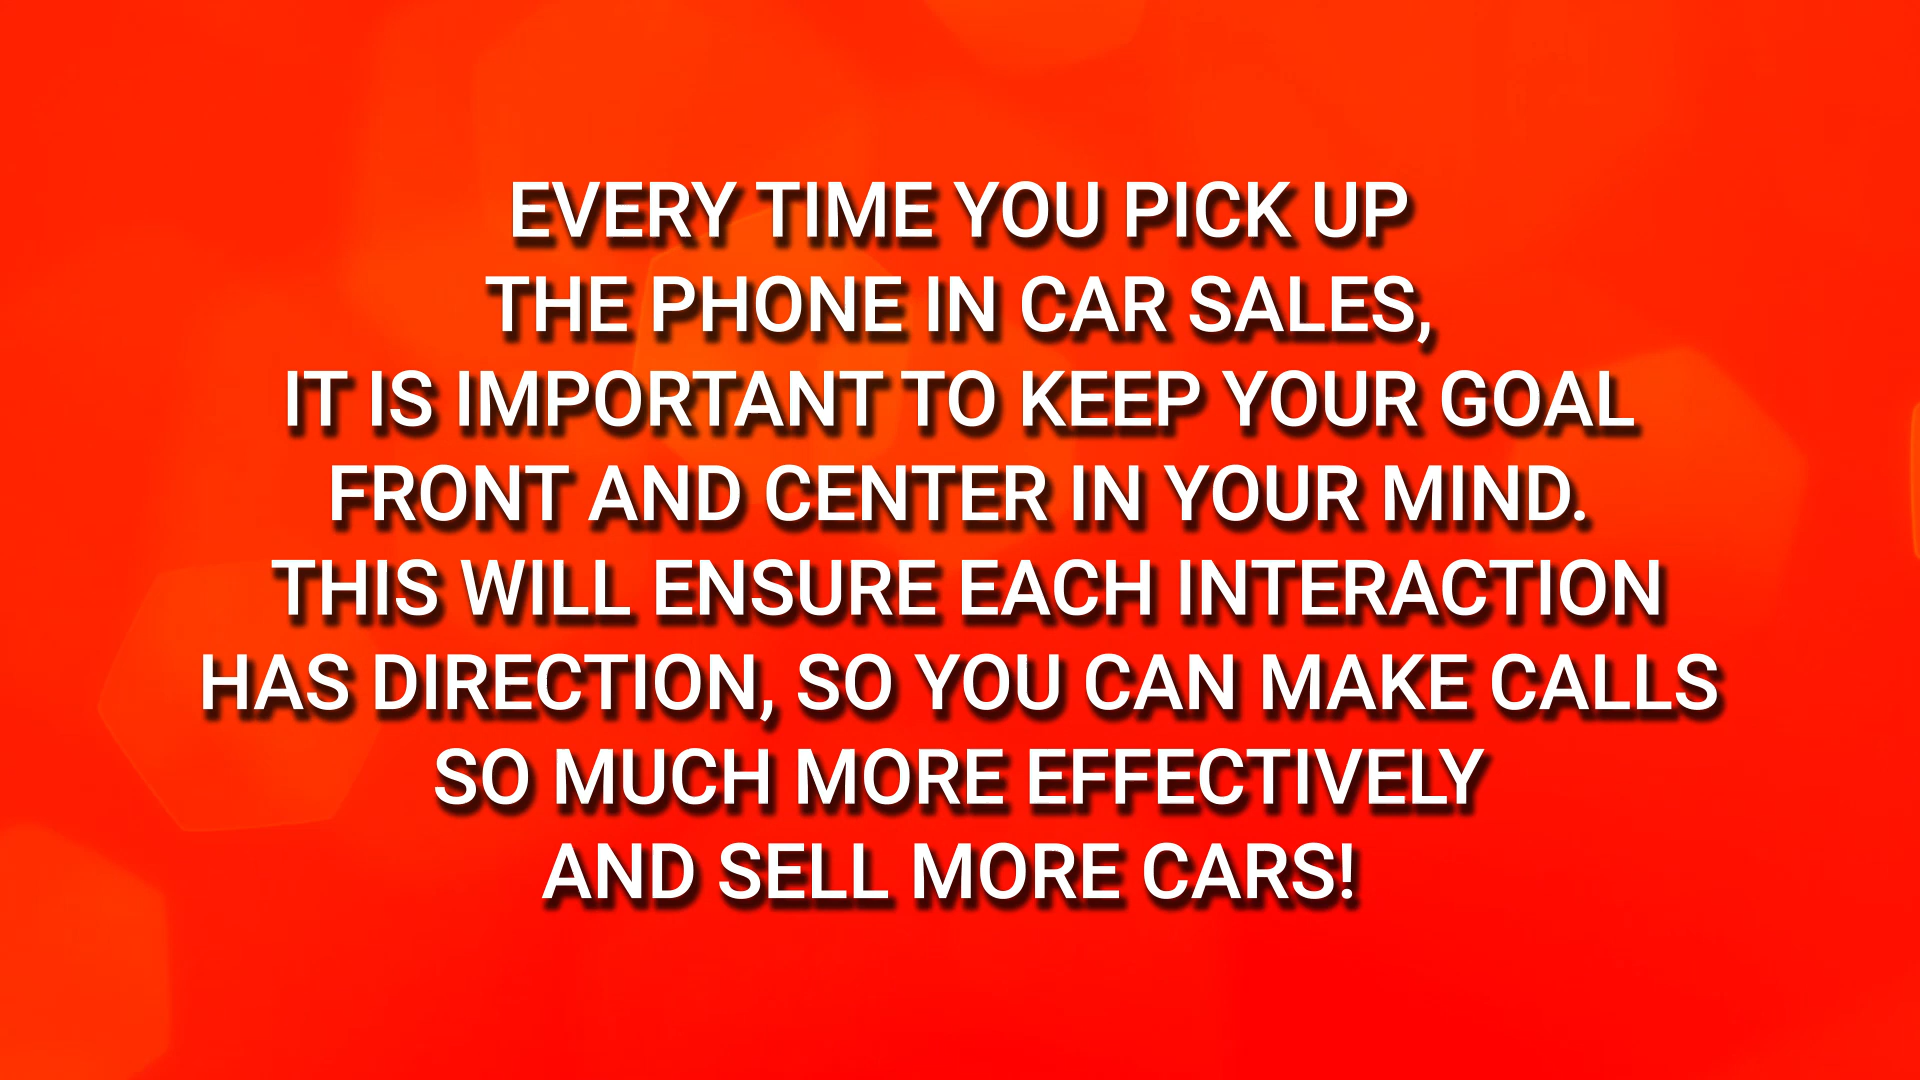 EVERY TIME YOU PICK UP
THE PHONE IN CAR SALES,
IT IS IMPORTANT TO KEEP YOUR GOAL
FRONT AND CENTER IN YOUR MIND.
THIS WILL ENSURE EACH INTERACTION
HAS DIRECTION, SO YOU CAN MAKE CALLS
SO MUCH MORE EFFECTIVELY
AND SELL MORE CARS!